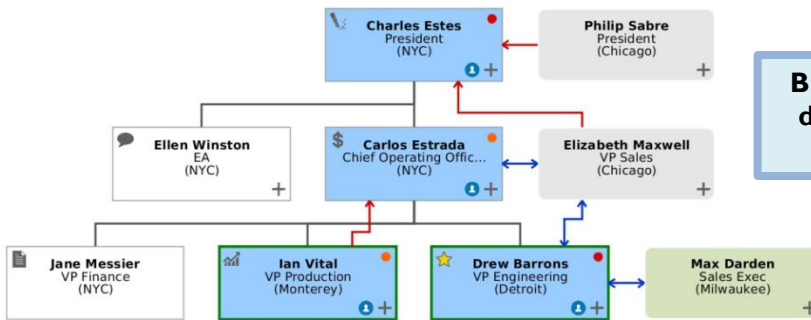 Charles Estes
President
(NYC)
Philip Sabre
President
(Chicago)
B
d
Ellen Winston
EA
(NYC)
$
Carlos Estrada
Chief Operating Offic...
(NYC)
Elizabeth Maxwell
VP Sales
(Chicago)
Jane Messier
VP Finance
(NYC)
Ian Vital
VP Production
(Monterey)
Drew Barrons
VP Engineering
(Detroit)
Max Darden
Sales Exec
(Milwaukee)